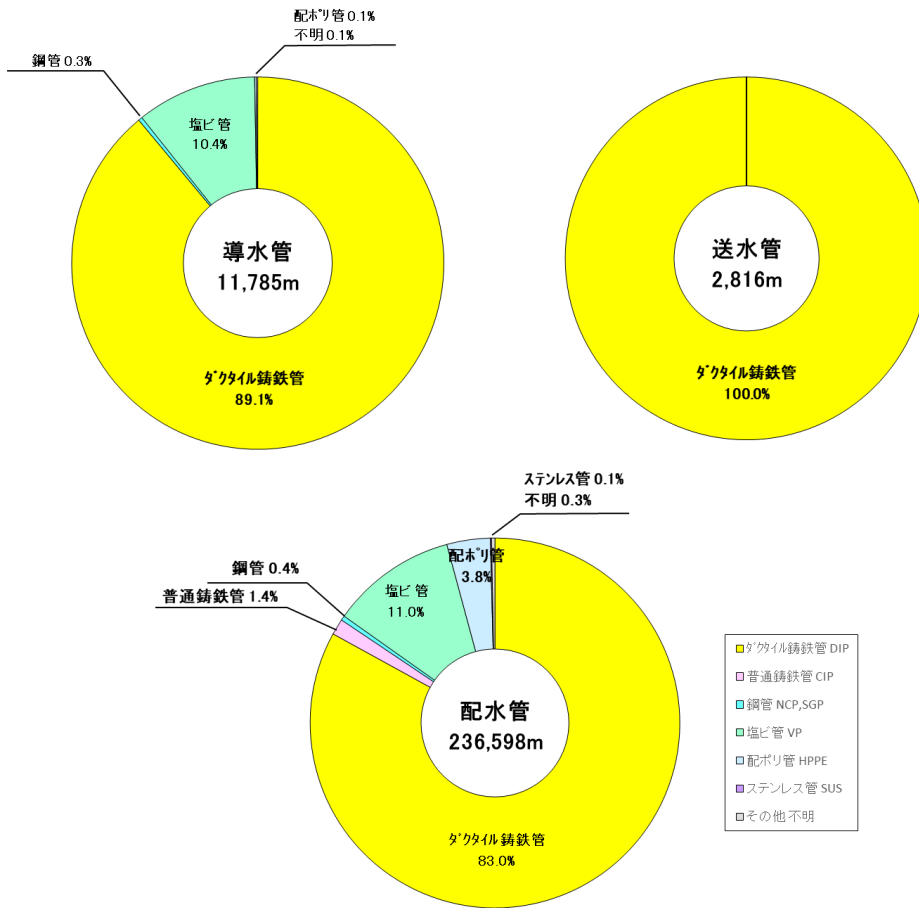 配ﾎﾟﾘ管 0.1%
不明 0.1%
鋼管 0.3%
塩ビ管
10.4%
導水管
11,785m
ﾀﾞｸﾀｲﾙ鋳鉄管
89.1%
送水管
2,816m
ﾀﾞｸﾀｲﾙ鋳鉄管
100.0%
ｽﾃﾝﾚｽ管 0.1%
不明 0.3%
配ﾎﾟﾘ管
3.8%
鋼管 0.4%
塩ビ管
11.0%
普通鋳鉄管 1.4%
配水管
236,598m
ﾀﾞｸﾀｲﾙ鋳鉄管
83.0%
ﾀﾞｸﾀｲﾙ鋳鉄管 DIP
普通鋳鉄管 CIP
鋼管 NCP,SGP
塩ビ管 VP
配ポリ管 HPPE
ステンレス管 SUS
その他不明